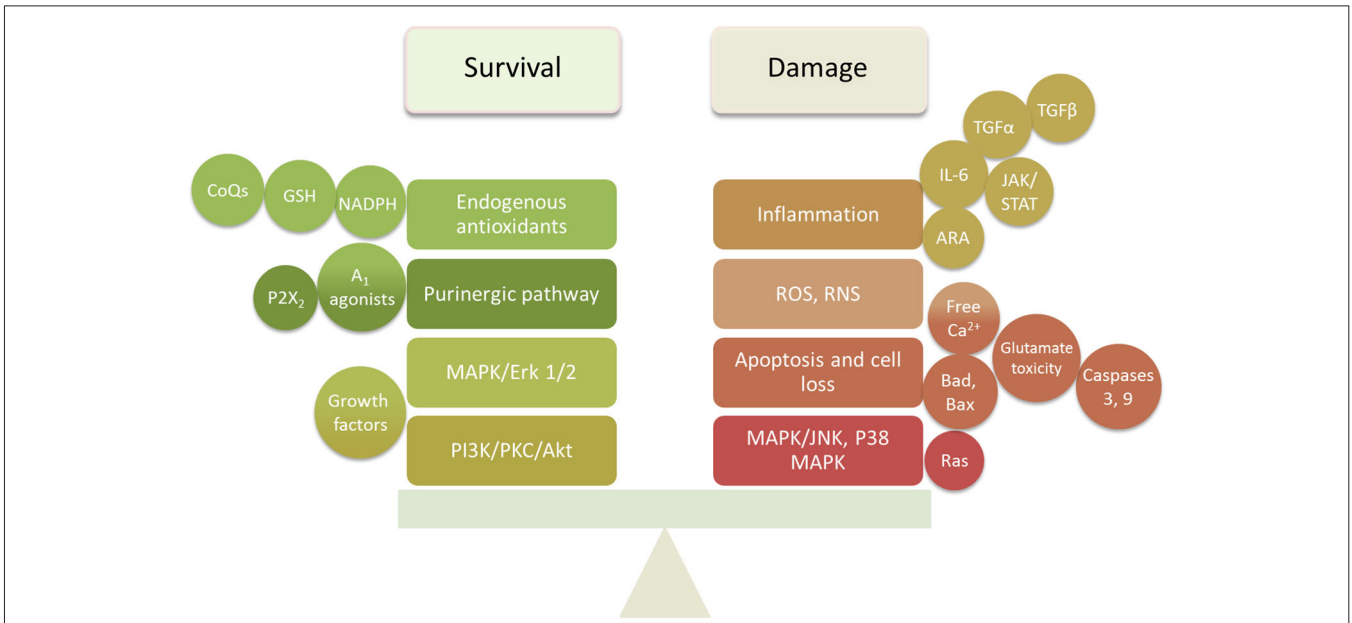 Survival
Damage
CoQs
GSH
NADPH
Endogenous
antioxidants
P2X₂
A₁
agonists
Purinergic pathway
Growth
factors
MAPK/Erk 1/2
PI3K/PKC/Akt
Inflammation
TGFβ
TGFα
IL-6
JAK/
STAT
ARA
ROS, RNS
Free
Ca²⁺
Apoptosis and cell
loss
Glutamate
toxicity
Bad,
Bax
Caspases
3, 9
MAPK/JNK, P38
MAPK
Ras